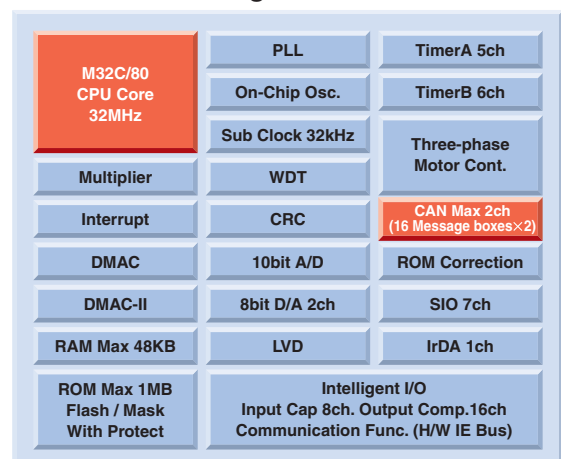 M32C/80
CPU Core
32MHz
PLL
TimerA 5ch
On-Chip Osc.
TimerB 6ch
Sub Clock 32kHz
Three-phase
Motor Cont.
Multiplier
WDT
Interrupt
CRC
CAN Max 2ch
(16 Message boxes×2)
DMAC
10bit A/D
ROM Correction
DMAC-II
8bit D/A 2ch
SIO 7ch
RAM Max 48KB
LVD
IrDA 1ch
ROM Max 1MB
Flash / Mask
With Protect
Intelligent I/O
Input Cap 8ch. Output Comp.16ch
Communication Func. (H/W IE Bus)